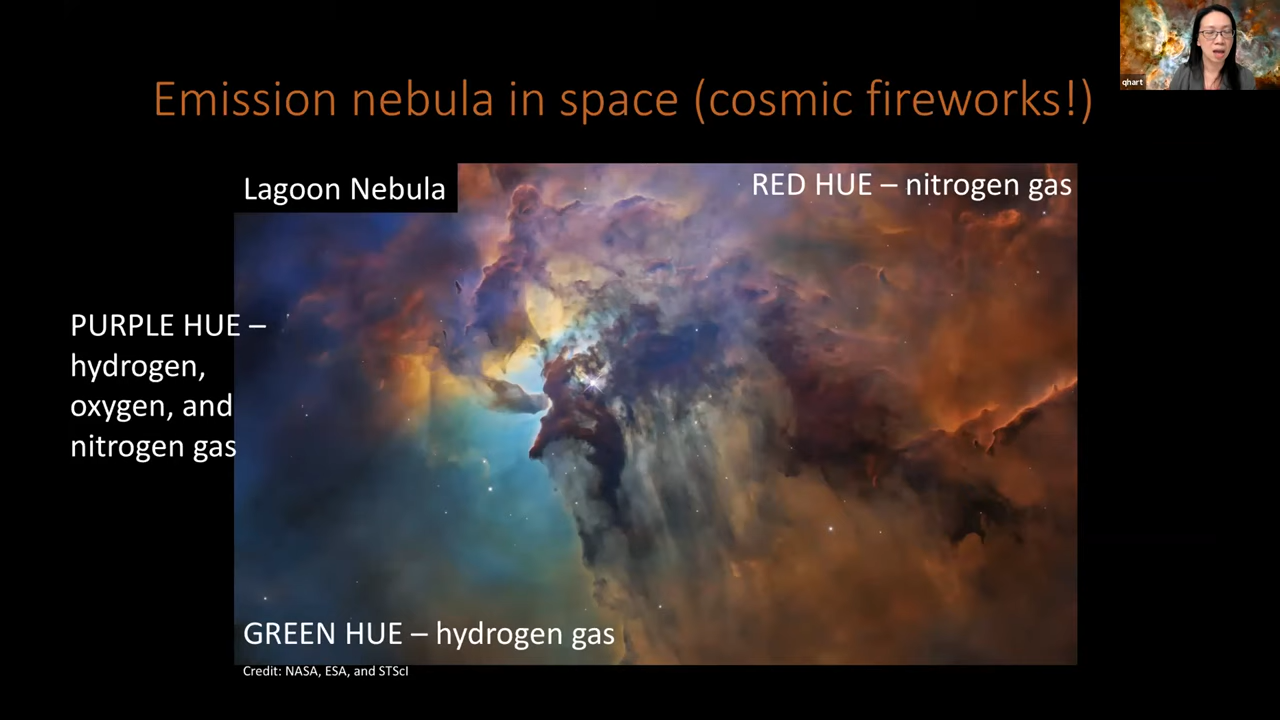 qhart
Emission nebula in space (cosmic fireworks!)
Lagoon Nebula
RED HUE – nitrogen gas
PURPLE HUE –
hydrogen,
oxygen, and
nitrogen gas
GREEN HUE – hydrogen gas
Credit: NASA, ESA, and STScI